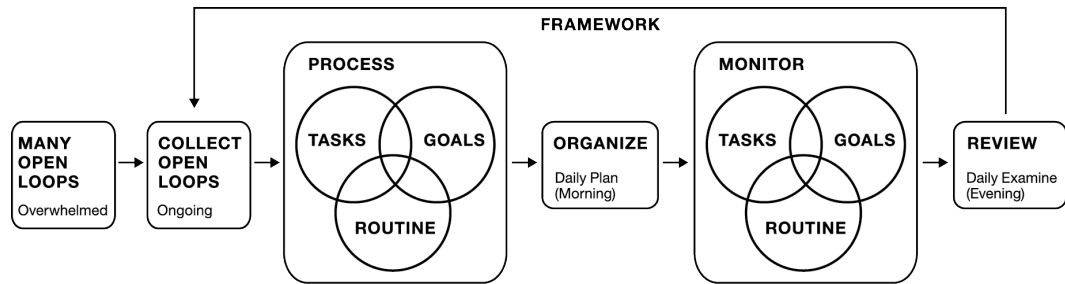 FRAMEWORK
MANY
OPEN
LOOPS
Overwhelmed
COLLECT
OPEN
LOOPS
Ongoing
PROCESS
TASKS
GOALS
ROUTINE
ORGANIZE
Daily Plan
(Morning)
MONITOR
TASKS
GOALS
ROUTINE
REVIEW
Daily Examine
(Evening)